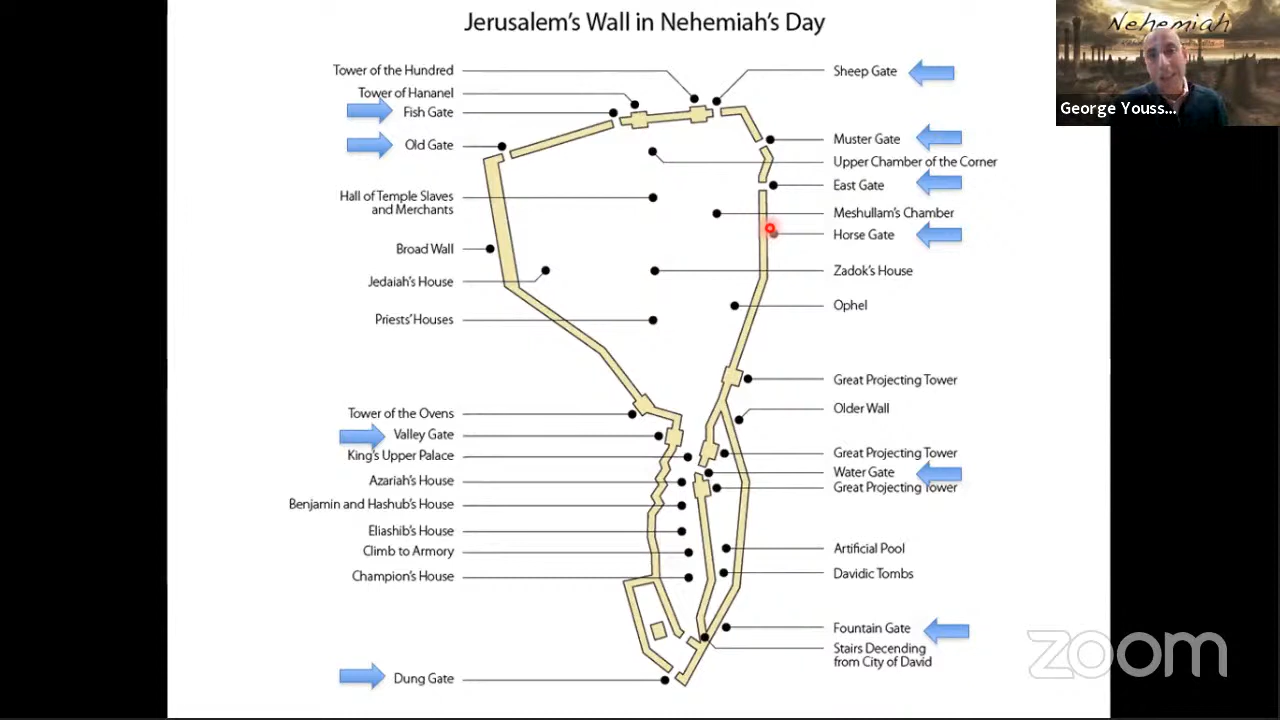 Jerusalem's Wall in Nehemiah's Day
Nehemiah
George Youss...
Tower of the Hundred
Tower of Hananel
Fish Gate
Old Gate
Hall of Temple Slaves
and Merchants
Broad Wall
Jedaiah's House
Priests' Houses
Tower of the Ovens
Valley Gate
King's Upper Palace
Azariah's House
Benjamin and Hashub's House
Eliashib's House
Climb to Armory
Champion's House
Dung Gate
Sheep Gate
Muster Gate
Upper Chamber of the Corner
East Gate
Meshullam's Chamber
Horse Gate
Zadok's House
Ophel
Great Projecting Tower
Older Wall
Great Projecting Tower
Water Gate
Great Projecting Tower
Artificial Pool
Davidic Tombs
Fountain Gate
Stairs Decending
from City of David
zoom